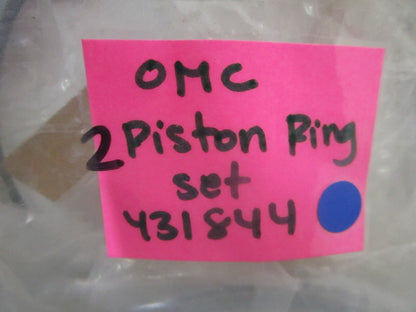 OMC
2 Piston Ring
set
431844